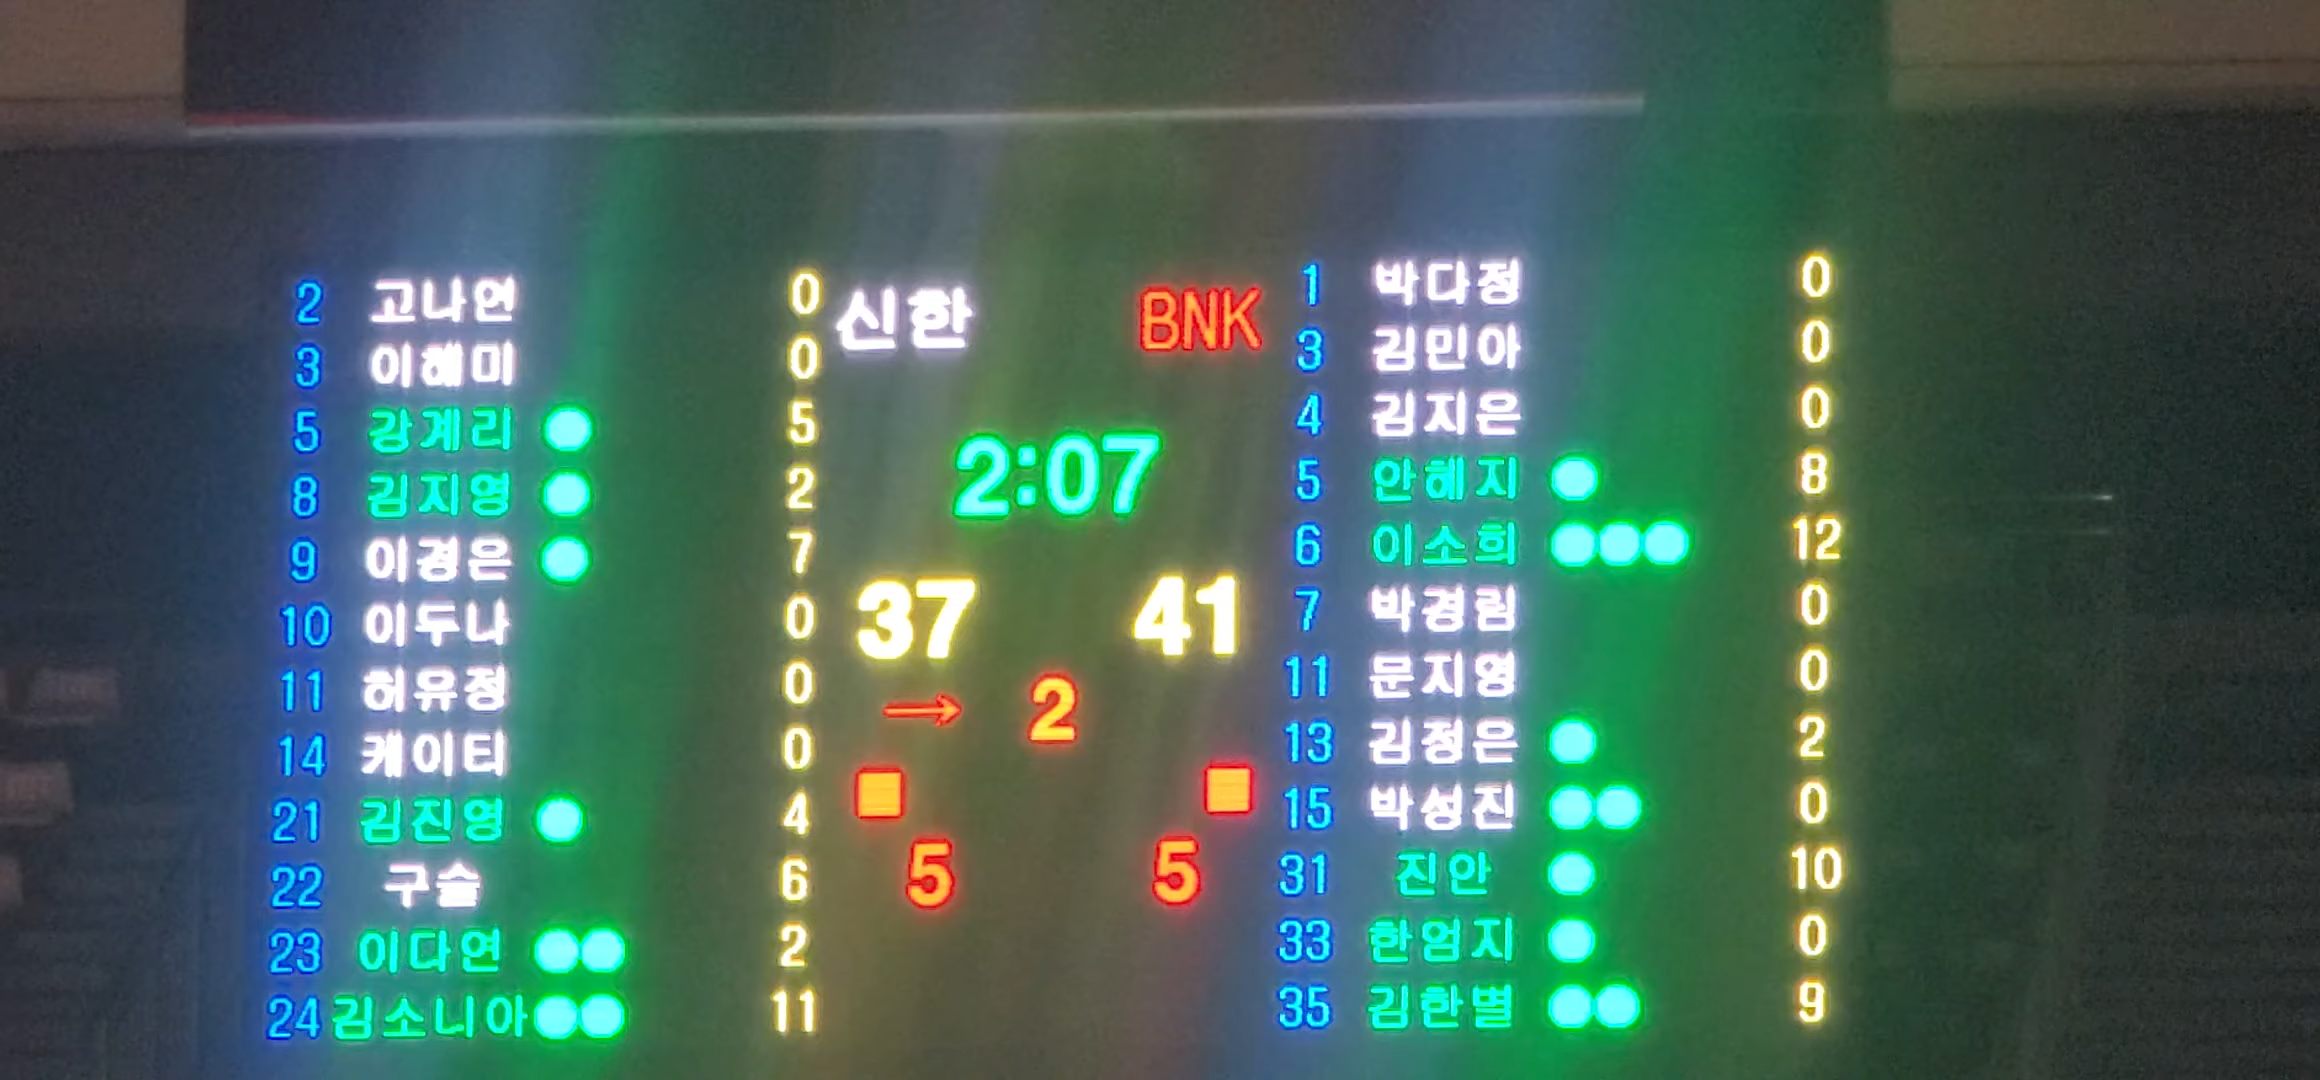 2 고나연 0
3 이혜미 0
5 강계리 5
8 김지영 2
9 이경은 7
10 이두나 0
11 허유정 0
14 케이티 0
21 김진영 4
22 구슬 6
23 이다연 2
24 김소니아 11
신한 BNK
2:07
37 41
→ 2
5 5
1 박다정 0
3 김민아 0
4 김지은 0
5 안혜지 8
6 이소희 12
7 박경림 0
11 문지영 0
13 김정은 2
15 박성진 0
31 진안 10
33 한엄지 0
35 김한별 9